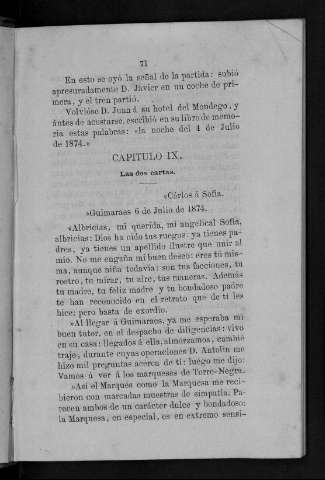 71
En esto se oyó la señal de la partida: subió
apresuradamente D. Javier en un coche de pri-
mera, y el tren partió.
Volvióse D. Juan á su hotel del Mondego, y
ántes de acostarse, escribió en su libro de memo-
ria estas palabras: «la noche del 4 de Julio
de 1874.»
CAPITULO IX.
Las dos cartas.
«Cárlos á Sofía.
»Guimaraes 6 de Julio de 1874.
«Albricias, mi querida, mi angelical Sofía,
albricias: Dios ha oido tus ruegos: ya tienes pa-
dres, ya tienes un apellido ilustre que unir al
mio. No me engaña mi buen deseo: eres tú mis-
ma, aunque niña todavía: son tus facciones, tu
rostro, tu mirar, tu aire, tus maneras. Además
tu madre, tu feliz madre y tu bondadoso padre
te han reconocido en el retrato que de tí les
hice; pero basta de exordio.
»Al llegar á Guimaraes, ya me esperaba mi
buen tutor, en el despacho de diligencias: vivo
en su casa: llegados á ella, almorzamos, cambié
traje, durante cuyas operaciones D. Antolin me
hizo mil preguntas acerca de tí: luego me dijo:
Vamos á ver á los marqueses de Torre-Negra.
»Así el Marqués como la Marquesa me reci-
bieron con marcadas muestras de simpatía. Pa-
recen ambos de un carácter dulce y bondadoso:
la Marquesa, en especial, es en extremo sensi-